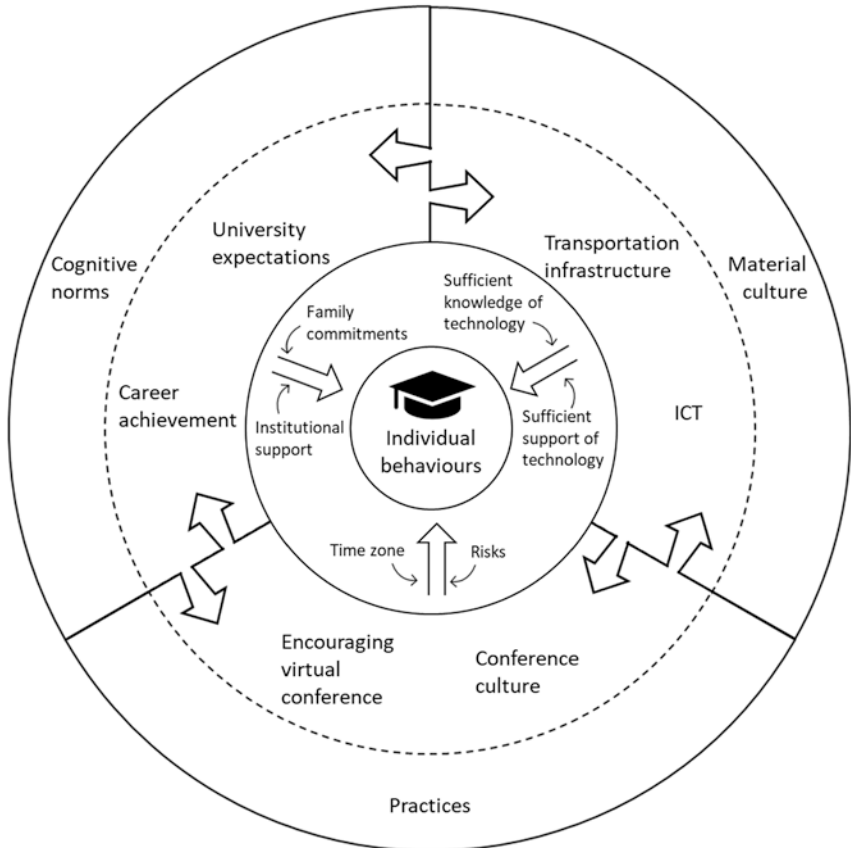 University
expectations
Transportation
infrastructure
Cognitive
norms
Material
culture
Family
commitments
Sufficient
knowledge of
technology
Career
achievement
Institutional
support
Individual
behaviours
Sufficient
support of
technology
ICT
Time zone
Risks
Encouraging
virtual
conference
Conference
culture
Practices